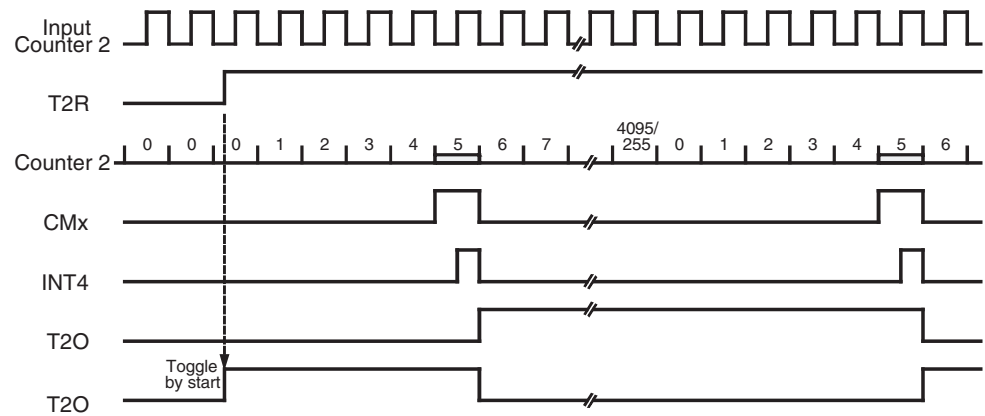 Input
Counter 2
T2R
4095/
Counter 2 0 0 0 1 2 3 4 5 6 7 255 0 1 2 3 4 5 6
CMx
INT4
T2O
Toggle
by start
T2O